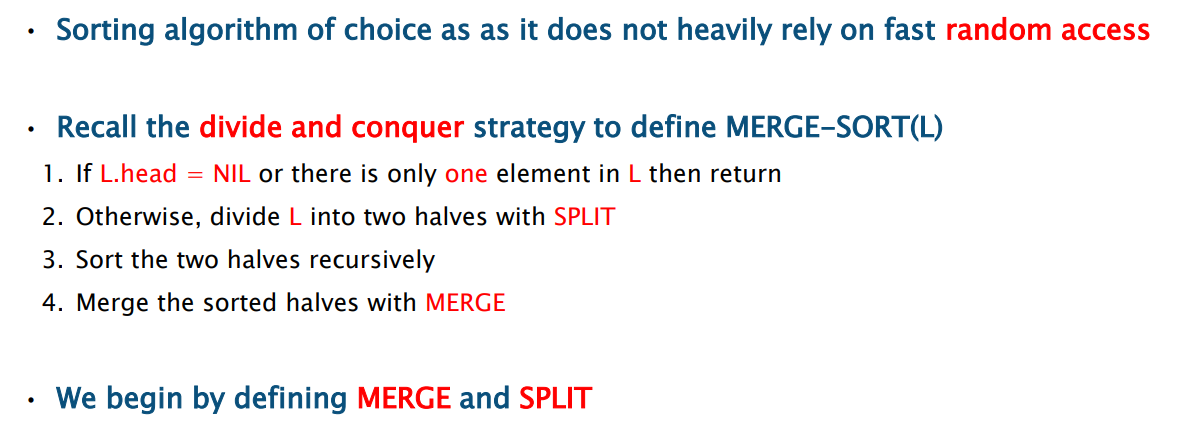 • Sorting algorithm of choice as as it does not heavily rely on fast random access
• Recall the divide and conquer strategy to define MERGE-SORT(L)
1. If L.head = NIL or there is only one element in L then return
2. Otherwise, divide L into two halves with SPLIT
3. Sort the two halves recursively
4. Merge the sorted halves with MERGE
• We begin by defining MERGE and SPLIT